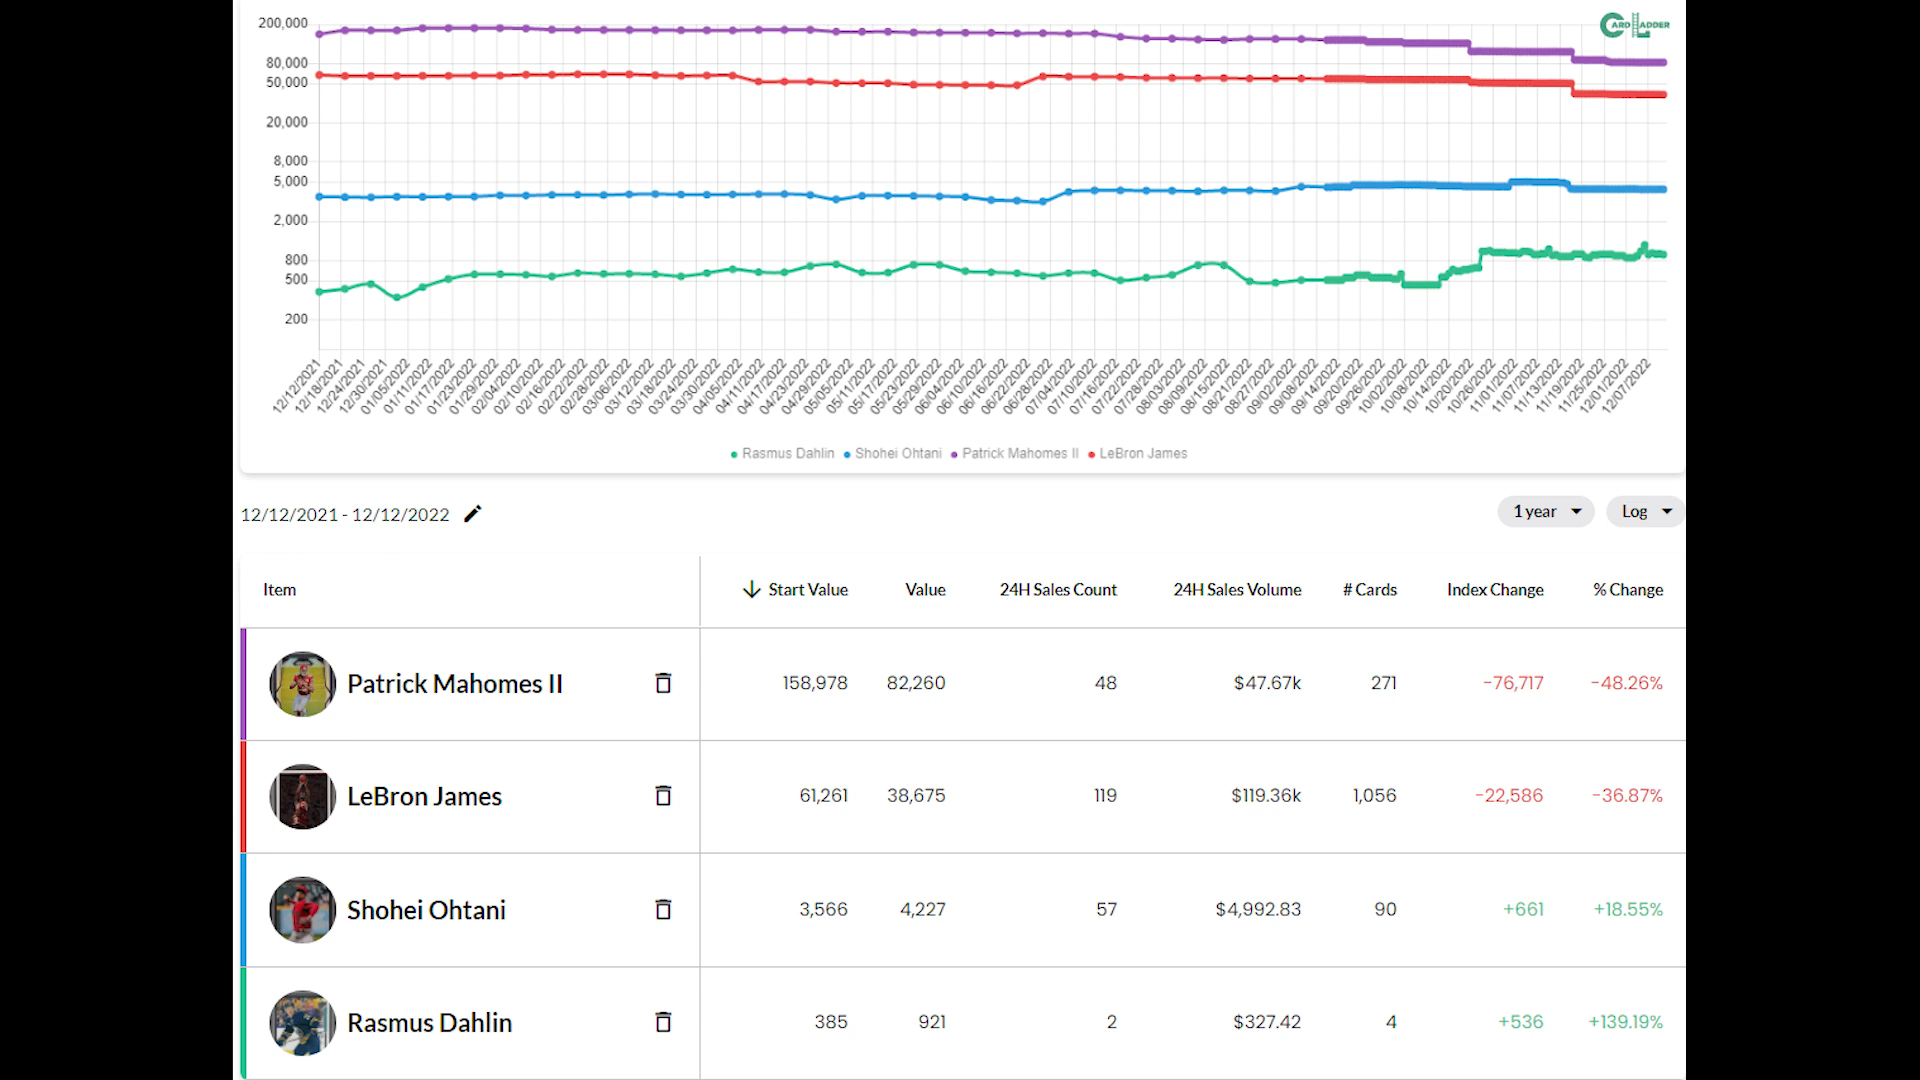 200,000
80,000
50,000
20,000
8,000
5,000
2,000
800
500
200
CARD LADDER
12/12/2021 12/18/2021 12/24/2021 12/30/2021 01/05/2022 01/11/2022 01/17/2022 01/23/2022 01/29/2022 02/04/2022 02/10/2022 02/16/2022 02/22/2022 02/28/2022 03/06/2022 03/12/2022 03/18/2022 03/24/2022 03/30/2022 04/05/2022 04/11/2022 04/17/2022 04/23/2022 04/29/2022 05/05/2022 05/11/2022 05/17/2022 05/23/2022 05/29/2022 06/04/2022 06/10/2022 06/16/2022 06/22/2022 06/28/2022 07/04/2022 07/10/2022 07/16/2022 07/22/2022 07/28/2022 08/03/2022 08/09/2022 08/15/2022 08/21/2022 08/27/2022 09/02/2022 09/08/2022 09/14/2022 09/20/2022 09/26/2022 10/02/2022 10/08/2022 10/14/2022 10/20/2022 10/26/2022 11/01/2022 11/07/2022 11/13/2022 11/19/2022 11/25/2022 12/01/2022 12/07/2022
Rasmus Dahlin Shohei Ohtani Patrick Mahomes II LeBron James
12/12/2021 - 12/12/2022 1 year Log
Item Start Value Value 24H Sales Count 24H Sales Volume # Cards Index Change % Change
Patrick Mahomes II 158,978 82,260 48 $47.67k 271 -76,717 -48.26%
LeBron James 61,261 38,675 119 $119.36k 1,056 -22,586 -36.87%
Shohei Ohtani 3,566 4,227 57 $4,992.83 90 +661 +18.55%
Rasmus Dahlin 385 921 2 $327.42 4 +536 +139.19%